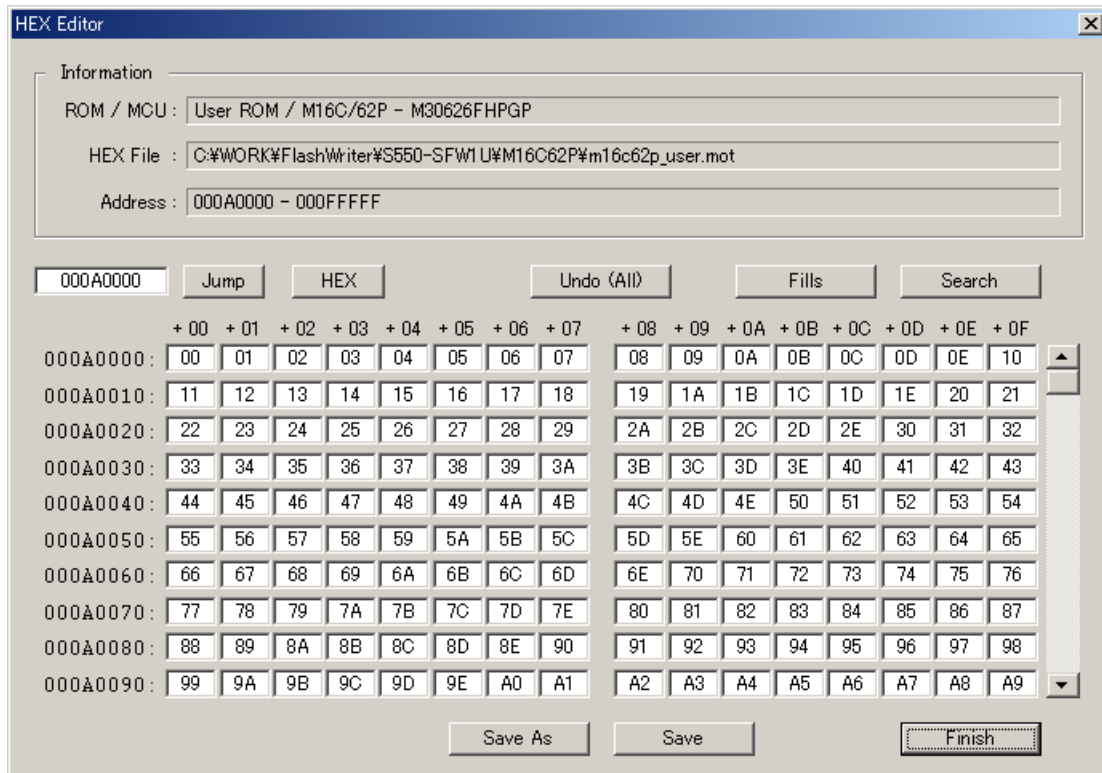 HEX Editor
Information
ROM / MCU : User ROM / M16C/62P - M30626FHPGP
HEX File : C:¥WORK¥FlashWriter¥S550-SFW1U¥M16C62P¥m16c62p_user.mot
Address : 000A0000 - 000FFFFF
000A0000 Jump HEX Undo (All) Fills Search
+ 00 + 01 + 02 + 03 + 04 + 05 + 06 + 07 + 08 + 09 + 0A + 0B + 0C + 0D + 0E + 0F
000A0000: 00 01 02 03 04 05 06 07 08 09 0A 0B 0C 0D 0E 10
000A0010: 11 12 13 14 15 16 17 18 19 1A 1B 1C 1D 1E 20 21
000A0020: 22 23 24 25 26 27 28 29 2A 2B 2C 2D 2E 30 31 32
000A0030: 33 34 35 36 37 38 39 3A 3B 3C 3D 3E 40 41 42 43
000A0040: 44 45 46 47 48 49 4A 4B 4C 4D 4E 50 51 52 53 54
000A0050: 55 56 57 58 59 5A 5B 5C 5D 5E 60 61 62 63 64 65
000A0060: 66 67 68 69 6A 6B 6C 6D 6E 70 71 72 73 74 75 76
000A0070: 77 78 79 7A 7B 7C 7D 7E 80 81 82 83 84 85 86 87
000A0080: 88 89 8A 8B 8C 8D 8E 90 91 92 93 94 95 96 97 98
000A0090: 99 9A 9B 9C 9D 9E A0 A1 A2 A3 A4 A5 A6 A7 A8 A9
Save As Save Finish